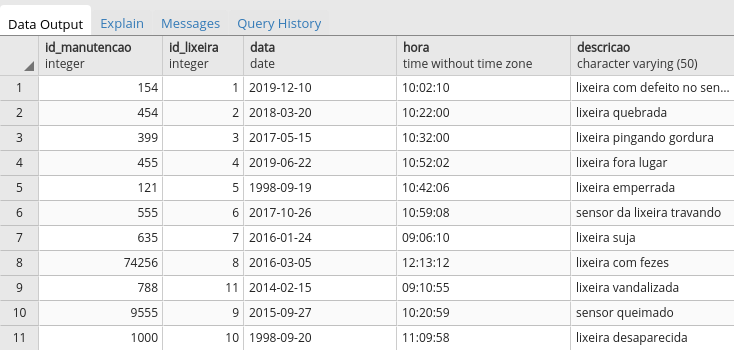 Data Output Explain Messages Query History
id_manutencao id_lixeira data hora descricao
integer integer date time without time zone character varying (50)
1 154 1 2019-12-10 10:02:10 lixeira com defeito no sen...
2 454 2 2018-03-20 10:22:00 lixeira quebrada
3 399 3 2017-05-15 10:32:00 lixeira pingando gordura
4 455 4 2019-06-22 10:52:02 lixeira fora lugar
5 121 5 1998-09-19 10:42:06 lixeira emperrada
6 555 6 2017-10-26 10:59:08 sensor da lixeira travando
7 635 7 2016-01-24 09:06:10 lixeira suja
8 74256 8 2016-03-05 12:13:12 lixeira com fezes
9 788 11 2014-02-15 09:10:55 lixeira vandalizada
10 9555 9 2015-09-27 10:20:59 sensor queimado
11 1000 10 1998-09-20 11:09:58 lixeira desaparecida